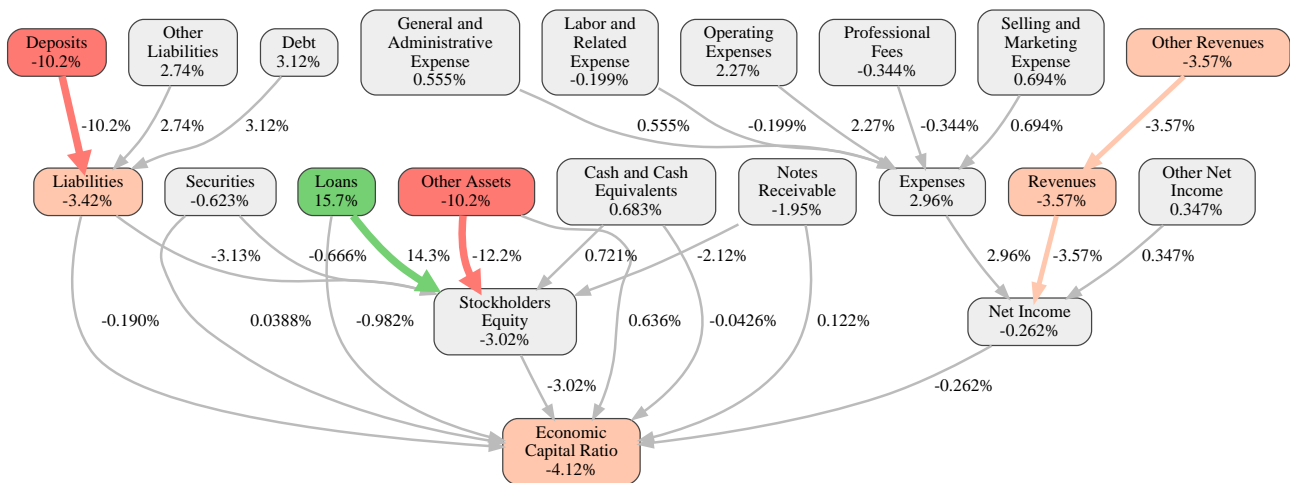 Deposits
-10.2%
Other
Liabilities
2.74%
Debt
3.12%
General and
Administrative
Expense
0.555%
Labor and
Related
Expense
-0.199%
Operating
Expenses
2.27%
Professional
Fees
-0.344%
Selling and
Marketing
Expense
0.694%
Other Revenues
-3.57%
-10.2%
2.74%
3.12%
0.555%
-0.199%
2.27%
-0.344%
0.694%
-3.57%
Liabilities
-3.42%
Securities
-0.623%
Loans
15.7%
Other Assets
-10.2%
Cash and Cash
Equivalents
0.683%
Notes
Receivable
-1.95%
Expenses
2.96%
Revenues
-3.57%
Other Net
Income
0.347%
-3.13%
-0.666%
14.3%
-12.2%
0.721%
-2.12%
2.96%
-3.57%
0.347%
Stockholders
Equity
-3.02%
Net Income
-0.262%
-0.190%
0.0388%
-0.982%
0.636%
-0.0426%
0.122%
-3.02%
-0.262%
Economic
Capital Ratio
-4.12%